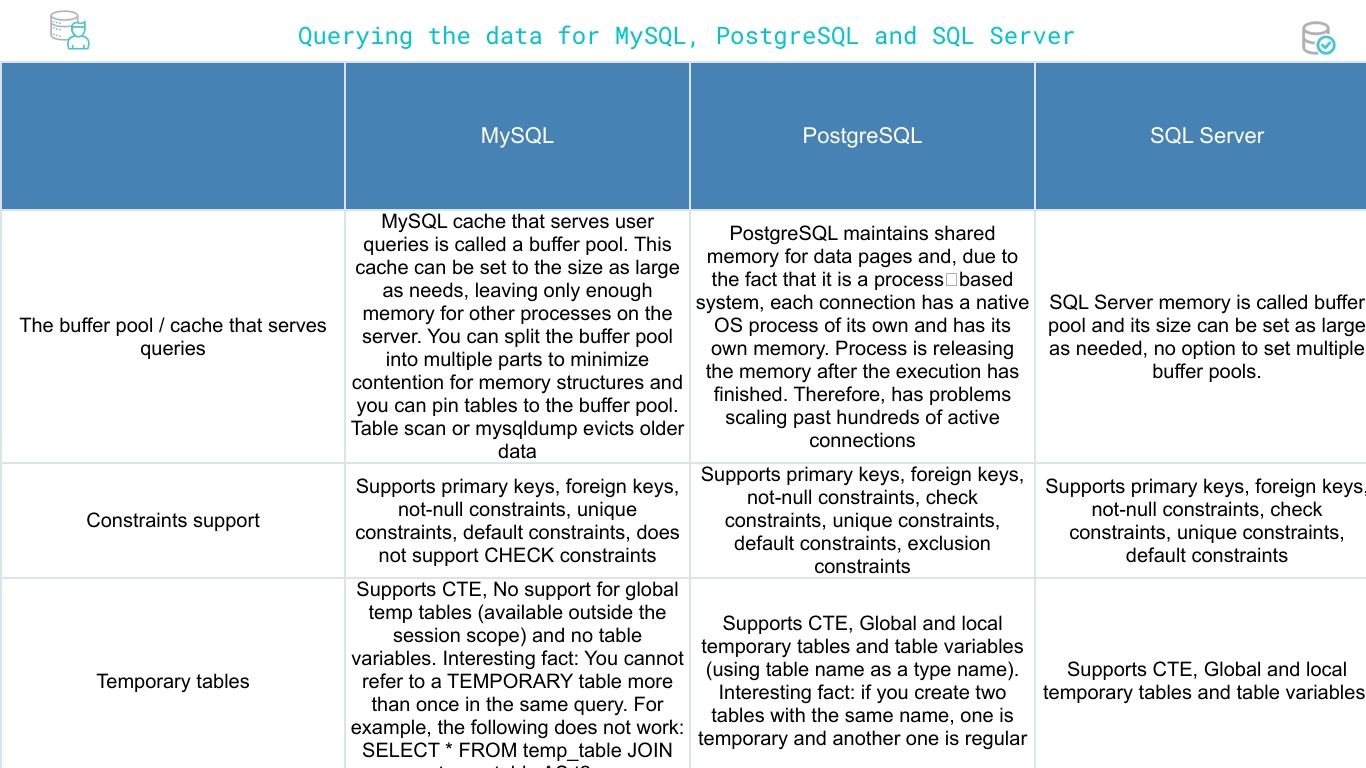 Querying the data for MySQL, PostgreSQL and SQL Server
MySQL
PostgreSQL
SQL Server
The buffer pool / cache that serves
queries
MySQL cache that serves user
queries is called a buffer pool. This
cache can be set to the size as large
as needs, leaving only enough
memory for other processes on the
server. You can split the buffer pool
into multiple parts to minimize
contention for memory structures and
you can pin tables to the buffer pool.
Table scan or mysqldump evicts older
data
PostgreSQL maintains shared
memory for data pages and, due to
the fact that it is a process□based
system, each connection has a native
OS process of its own and has its
own memory. Process is releasing
the memory after the execution has
finished. Therefore, has problems
scaling past hundreds of active
connections
SQL Server memory is called buffer
pool and its size can be set as large
as needed, no option to set multiple
buffer pools.
Constraints support
Supports primary keys, foreign keys,
not-null constraints, unique
constraints, default constraints, does
not support CHECK constraints
Supports primary keys, foreign keys,
not-null constraints, check
constraints, unique constraints,
default constraints, exclusion
constraints
Supports primary keys, foreign keys,
not-null constraints, check
constraints, unique constraints,
default constraints
Temporary tables
Supports CTE, No support for global
temp tables (available outside the
session scope) and no table
variables. Interesting fact: You cannot
refer to a TEMPORARY table more
than once in the same query. For
example, the following does not work:
SELECT * FROM temp_table JOIN
Supports CTE, Global and local
temporary tables and table variables
(using table name as a type name).
Interesting fact: if you create two
tables with the same name, one is
temporary and another one is regular
Supports CTE, Global and local
temporary tables and table variables